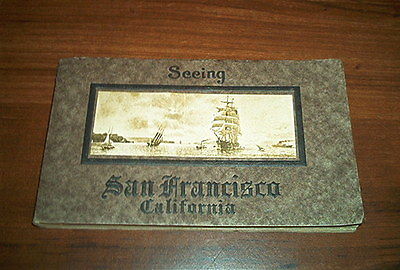 Seeing
San Francisco
California